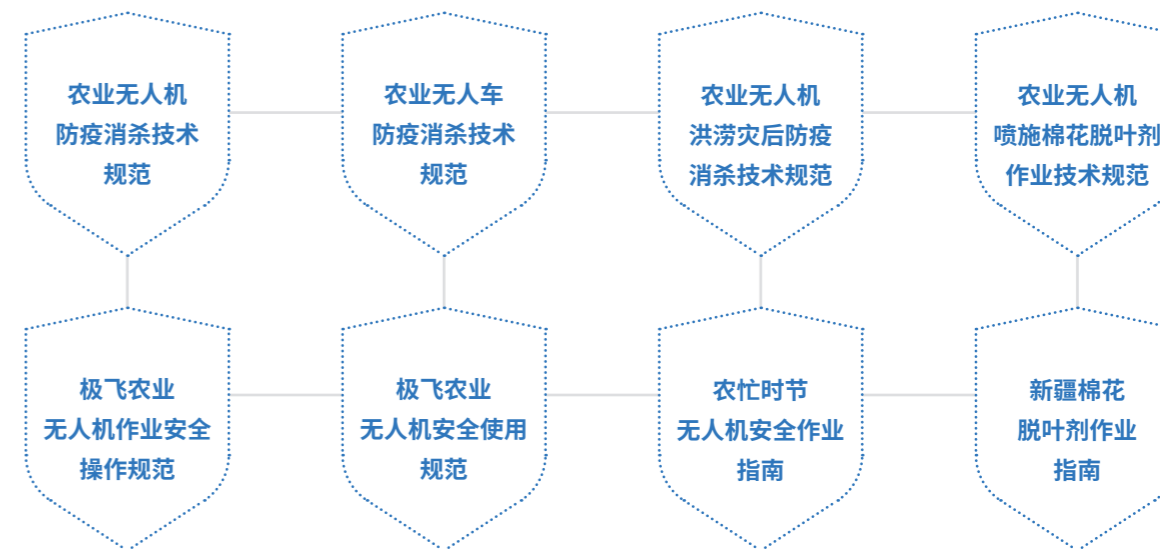 农业无人机
防疫消杀技术
规范
农业无人车
防疫消杀技术
规范
农业无人机
洪涝灾后防疫
消杀技术规范
农业无人机
喷施棉花脱叶剂
作业技术规范
极飞农业
无人机作业安全
操作规范
极飞农业
无人机安全使用
规范
农忙时节
无人机安全作业
指南
新疆棉花
脱叶剂作业
指南